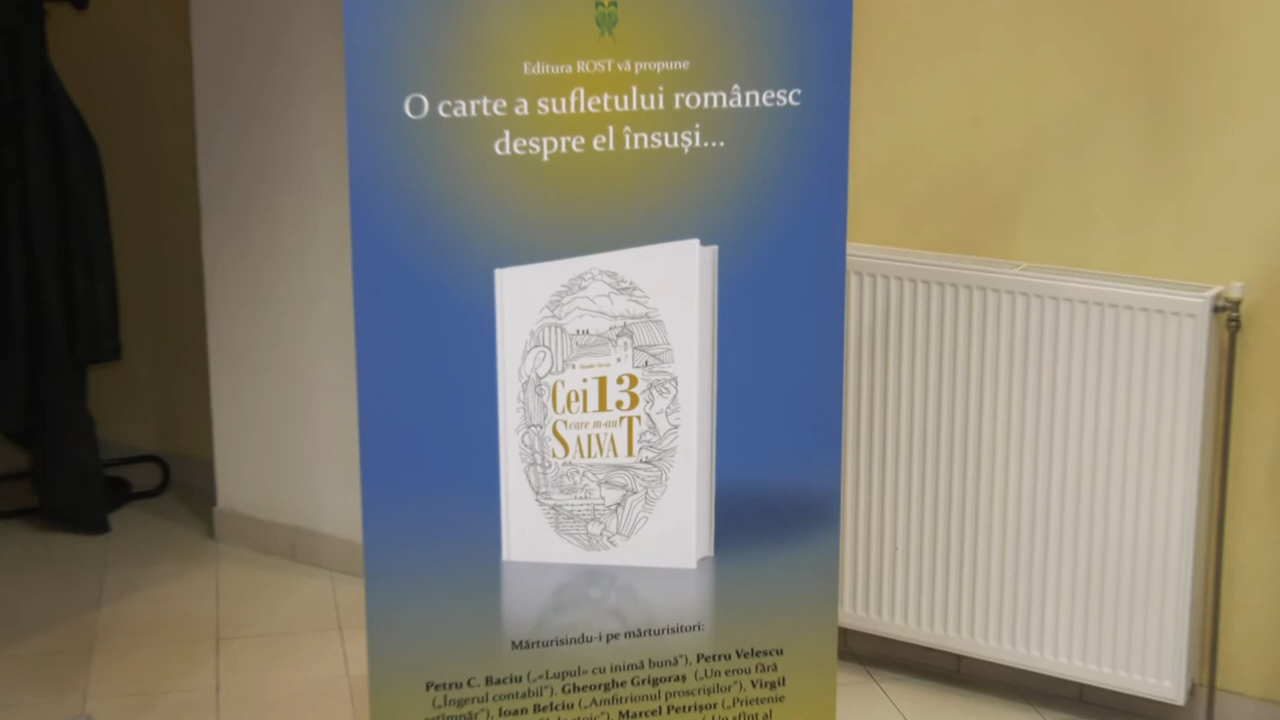 Editura ROST vă propune
O carte a sufletului românesc
despre el însuși...
Cei 13
care m-au
SALVAT
Mărturisindu-i pe mărturisitori:
Petru C. Baciu („«Lupul» cu inimă bună”), Petru Velescu
(„Îngerul contabil”). Gheorghe Grigoraș („Un erou fără
Ioan Belciu („Amfitrionul proscrișilor”), Virgil
Marcel Petrișor („Prietenie